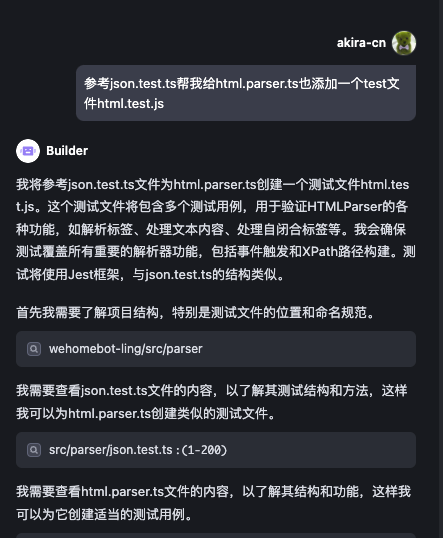 akira-cn
参考json.test.ts帮我给html.parser.ts也添加一个test文
件html.test.js
Builder
我将参考json.test.ts文件为html.parser.ts创建一个测试文件html.tes
t.js。这个测试文件将包含多个测试用例，用于验证HTMLParser的各
种功能，如解析标签、处理文本内容、处理自闭合标签等。我会确保
测试覆盖所有重要的解析器功能，包括事件触发和XPath路径构建。测
试将使用Jest框架，与json.test.ts的结构类似。
首先我需要了解项目结构，特别是测试文件的位置和命名规范。
wehomebot-ling/src/parser
我需要查看json.test.ts文件的内容，以了解其测试结构和方法，这样
我可以为html.parser.ts创建类似的测试文件。
src/parser/json.test.ts :(1-200)
我需要查看html.parser.ts文件的内容，以了解其结构和功能，这样我
可以为它创建适当的测试用例。